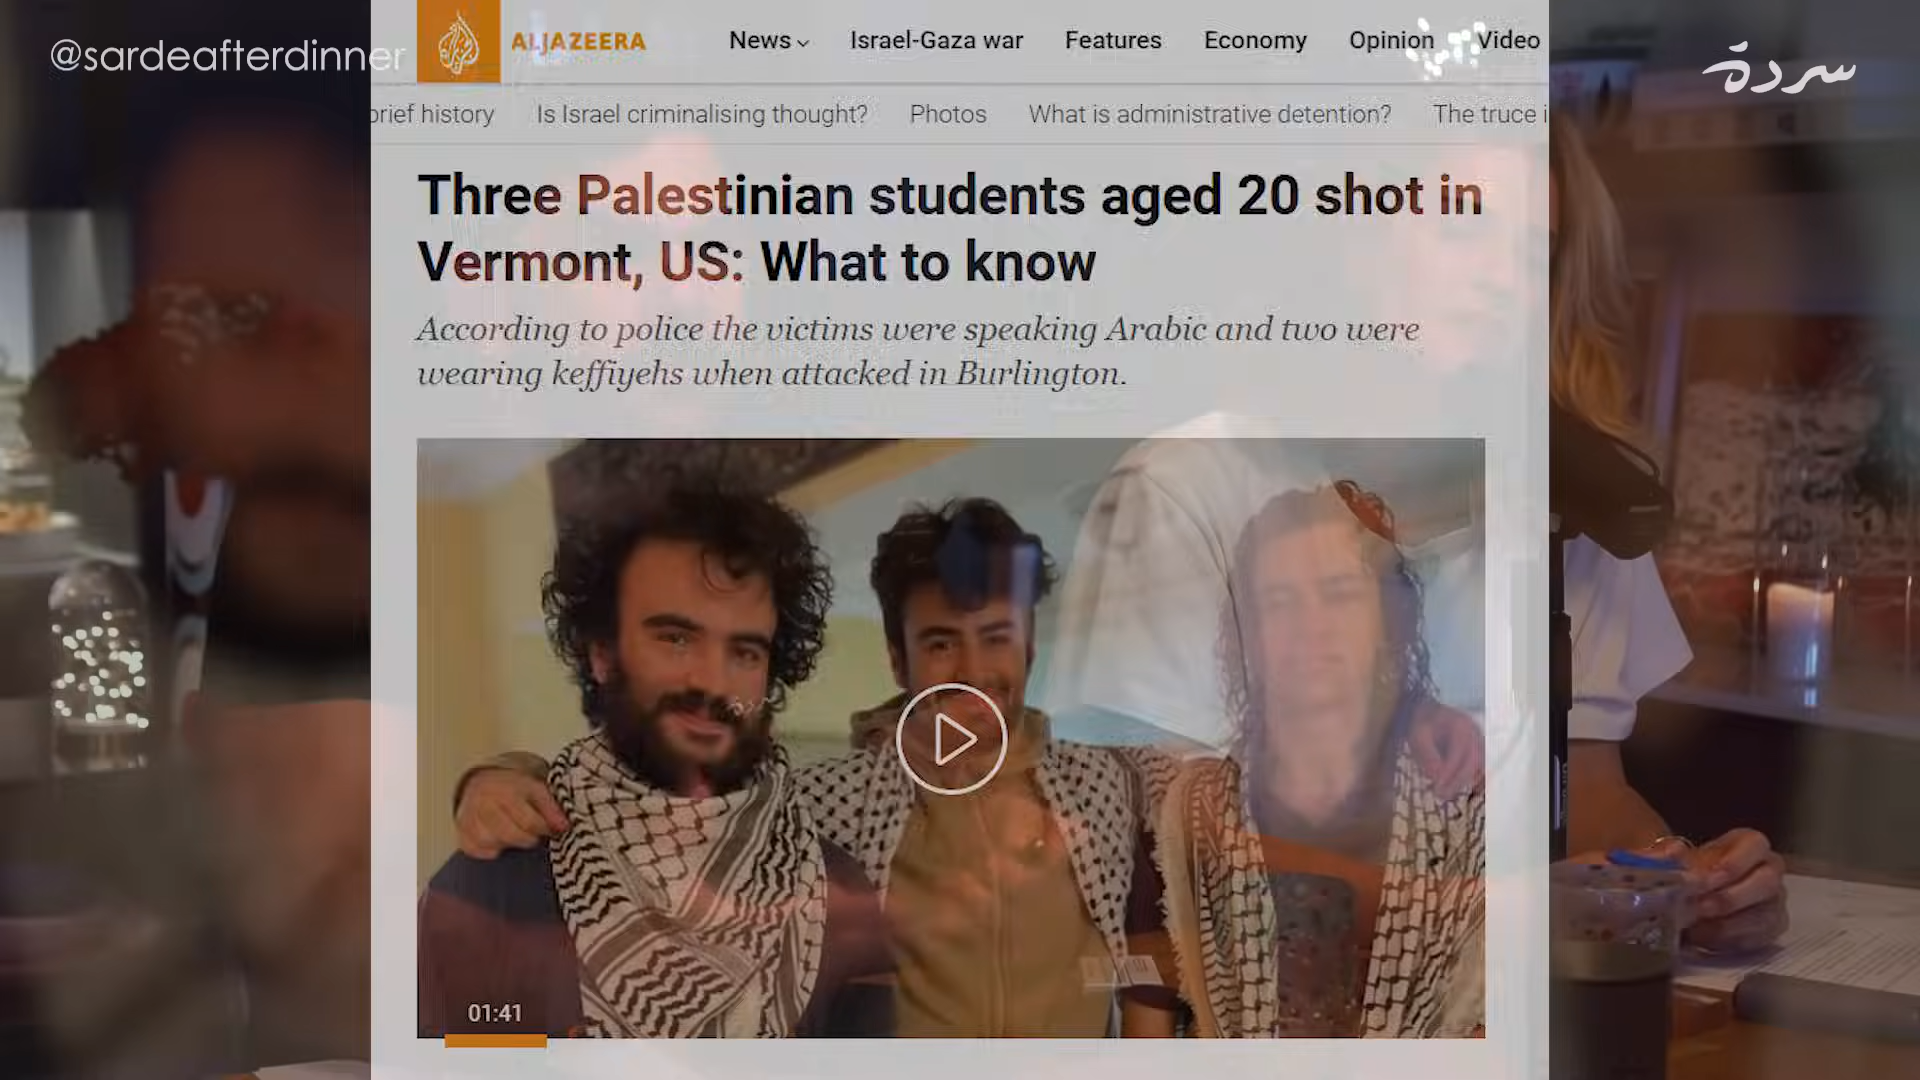 @sardeafterdinner
ALJAZEERA
News Israel-Gaza war Features Economy Opinion Video
سردة
brief history Is Israel criminalising thought? Photos What is administrative detention? The truce i
Three Palestinian students aged 20 shot in
Vermont, US: What to know
According to police the victims were speaking Arabic and two were
wearing keffiyehs when attacked in Burlington.
01:41